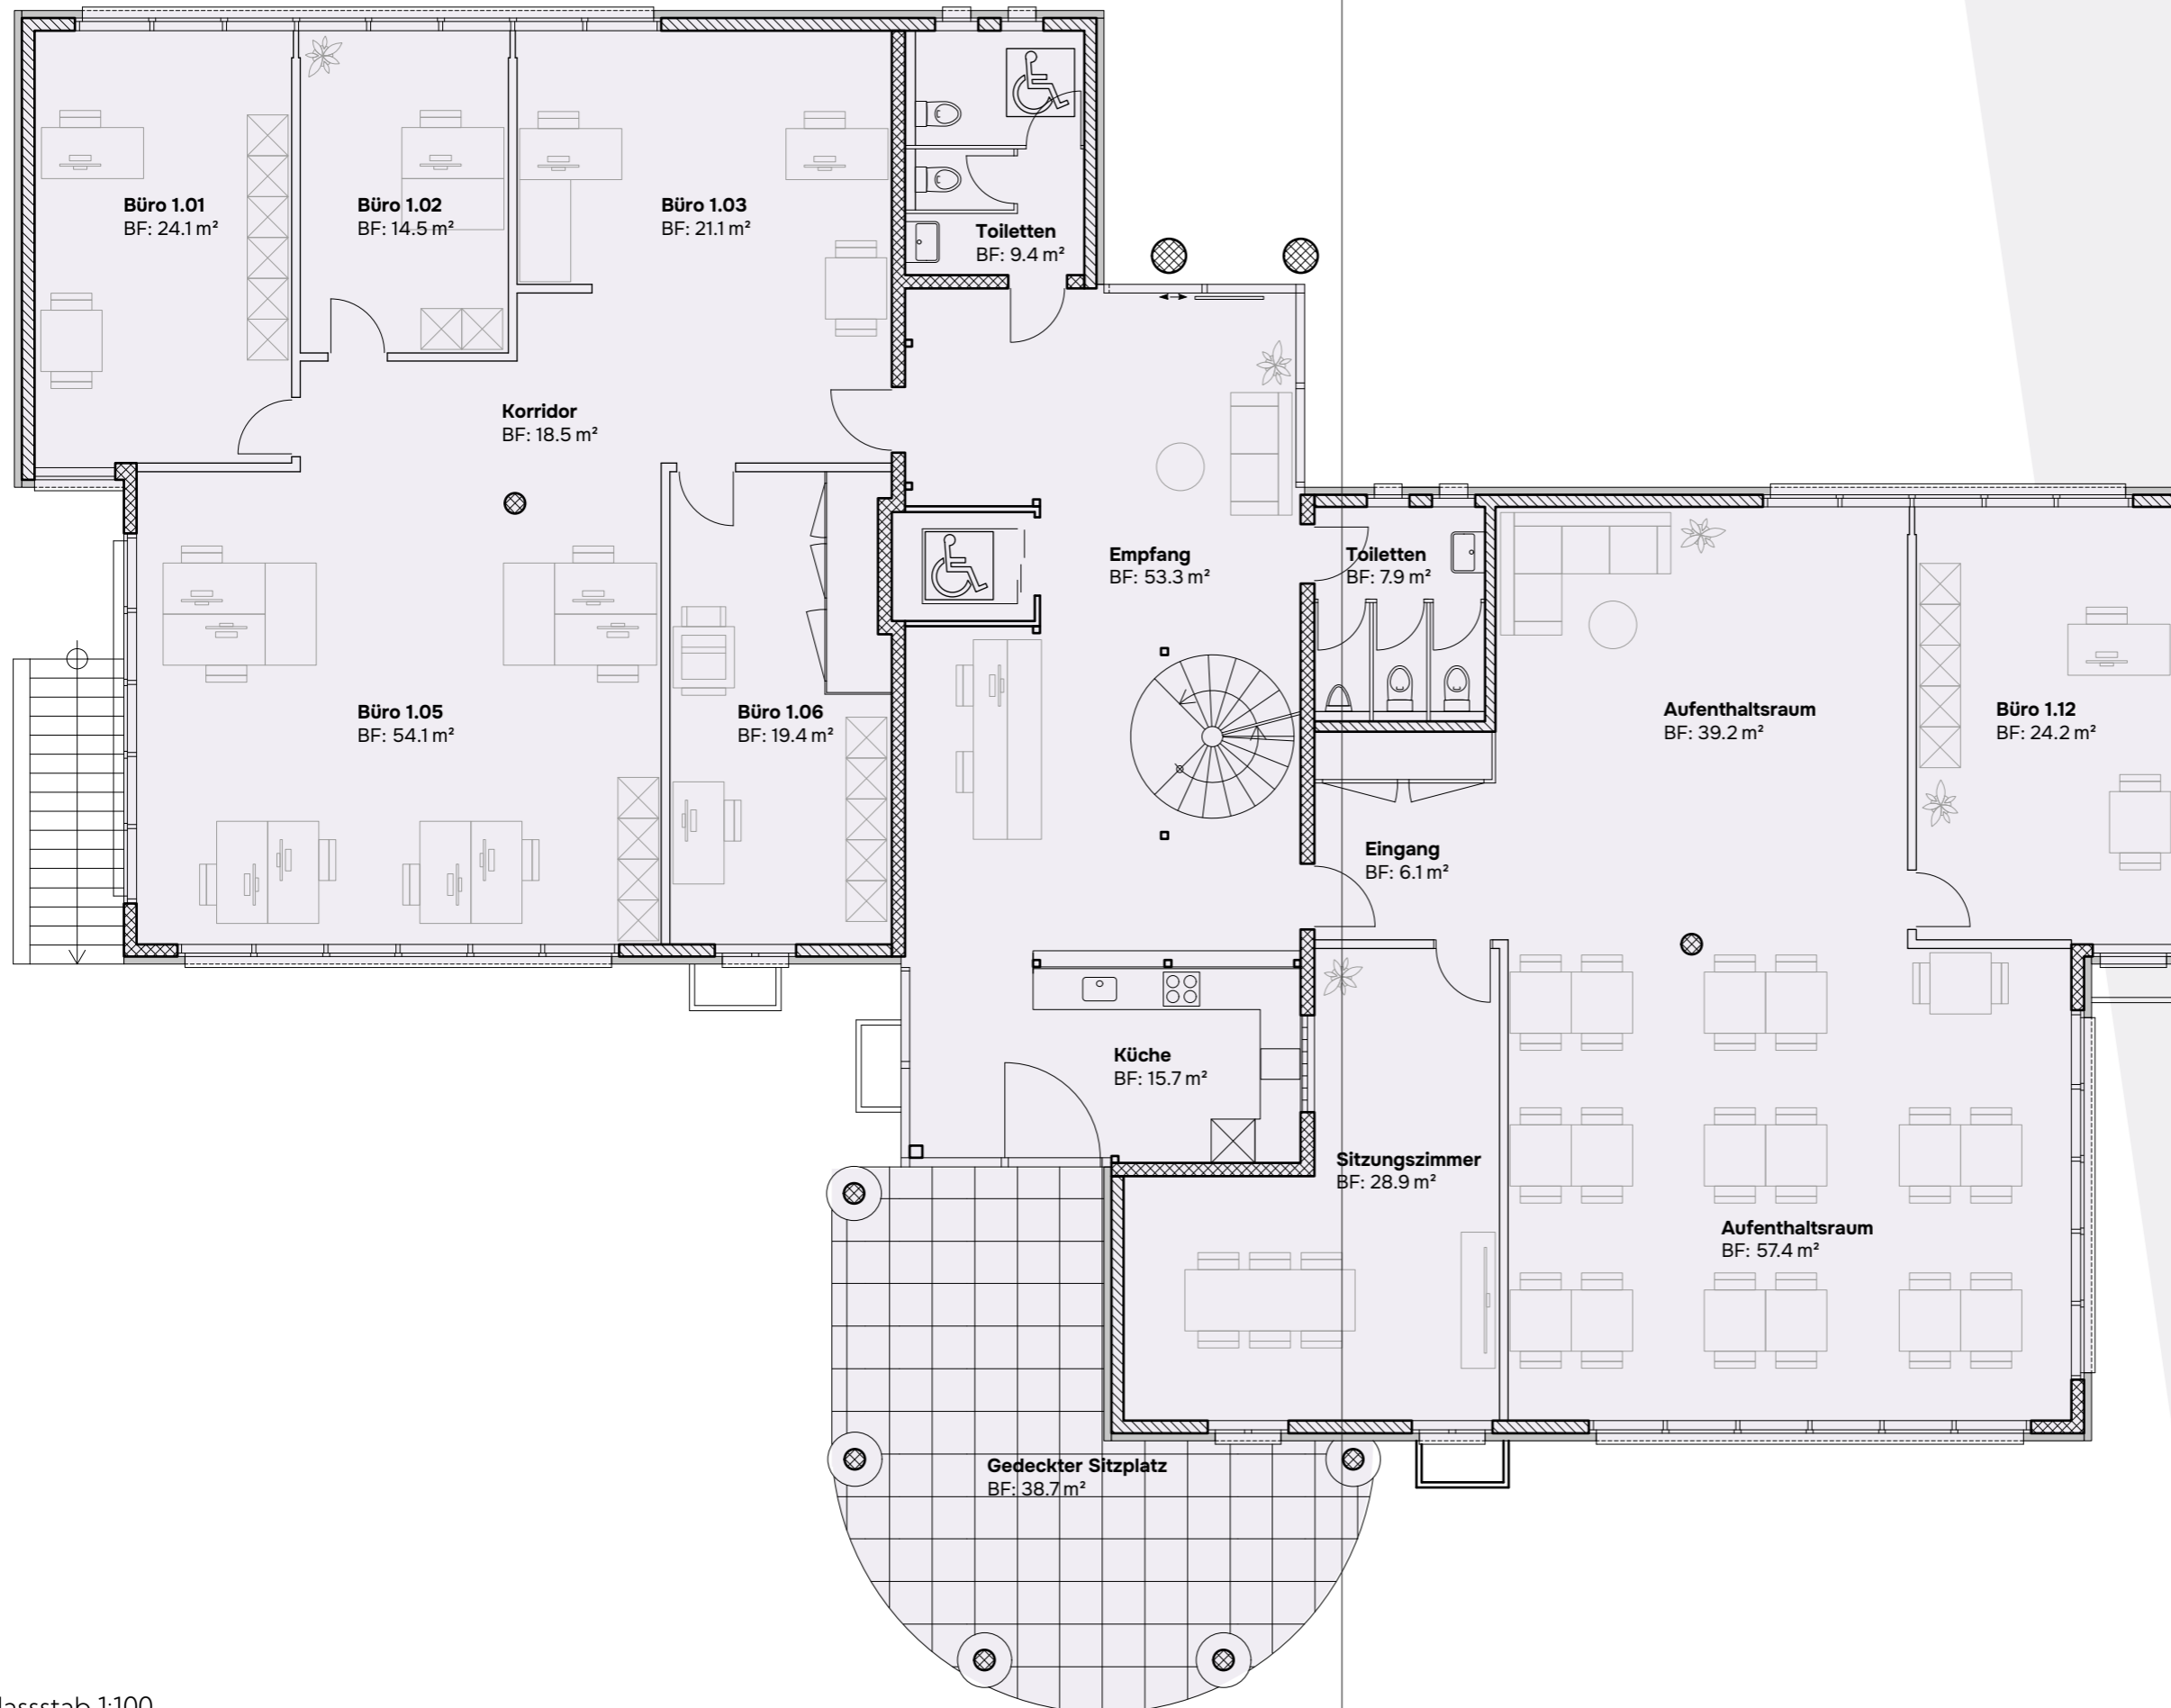 Büro 1.01
BF: 24.1 m²
Büro 1.02
BF: 14.5 m²
Büro 1.03
BF: 21.1 m²
Toiletten
BF: 9.4 m²
Korridor
BF: 18.5 m²
Empfang
BF: 53.3 m²
Toiletten
BF: 7.9 m²
Büro 1.05
BF: 54.1 m²
Büro 1.06
BF: 19.4 m²
Aufenthaltsraum
BF: 39.2 m²
Büro 1.12
BF: 24.2 m²
Eingang
BF: 6.1 m²
Küche
BF: 15.7 m²
Sitzungszimmer
BF: 28.9 m²
Aufenthaltsraum
BF: 57.4 m²
Gedeckter Sitzplatz
BF: 38.7 m²
assstab 1:100